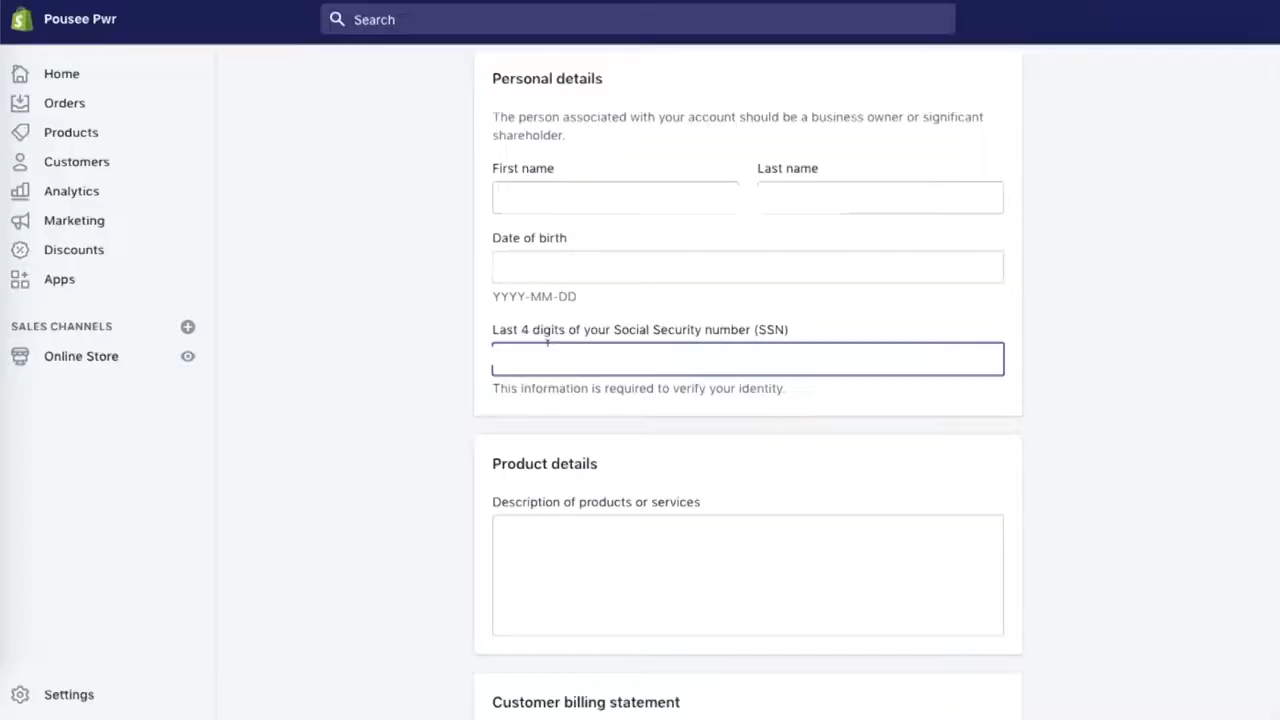 Pousee Pwr
Search
Home
Orders
Products
Customers
Analytics
Marketing
Discounts
Apps
SALES CHANNELS
Online Store
Settings
Personal details
The person associated with your account should be a business owner or significant
shareholder.
First name Last name
Date of birth
YYYY-MM-DD
Last 4 digits of your Social Security number (SSN)
This information is required to verify your identity.
Product details
Description of products or services
Customer billing statement